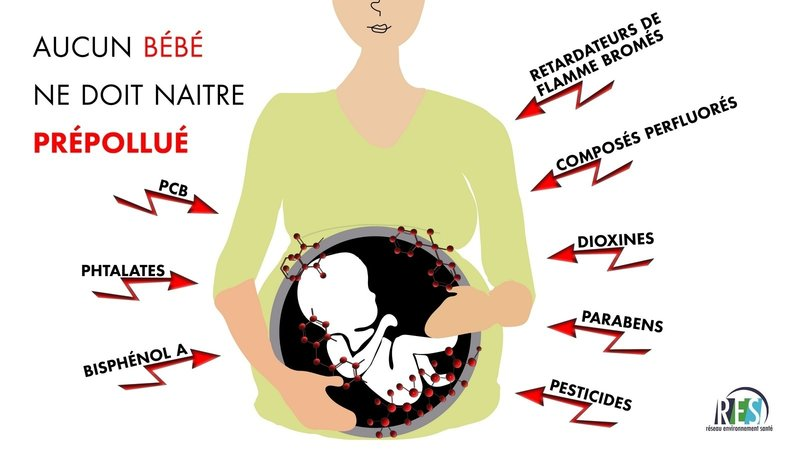 AUCUN BÉBÉ
NE DOIT NAITRE
PRÉPOLLUÉ
PCB
PHTALATES
BISPHÉNOL A
RETARDATEURS DE
FLAMME BROMÉS
COMPOSÉS PERFLUORÉS
DIOXINES
PARABENS
PESTICIDES
RES
réseau environnement santé